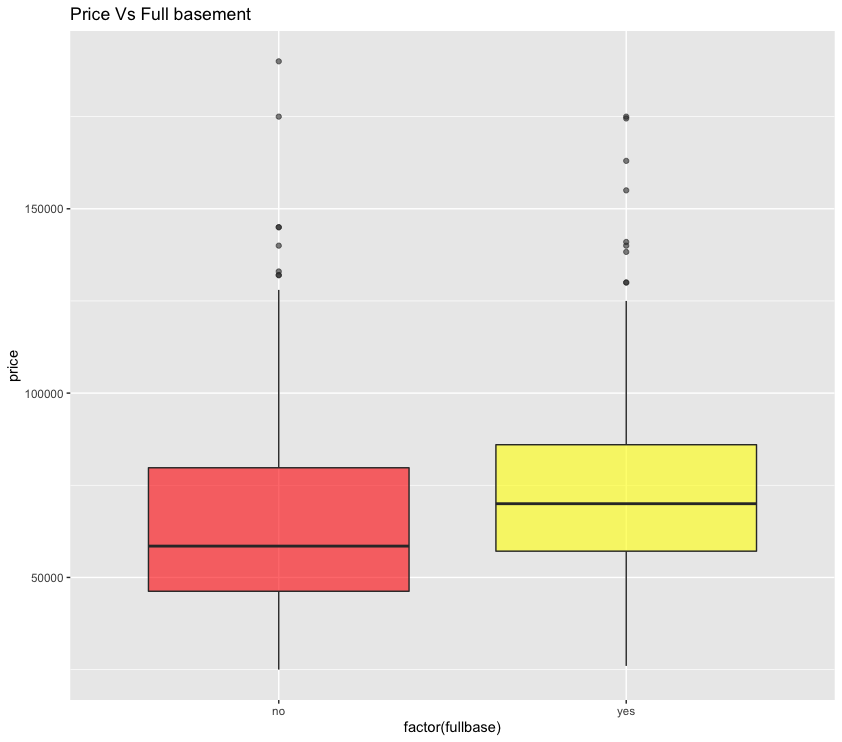 Price Vs Full basement
price
150000
100000
50000
no yes
factor(fullbase)